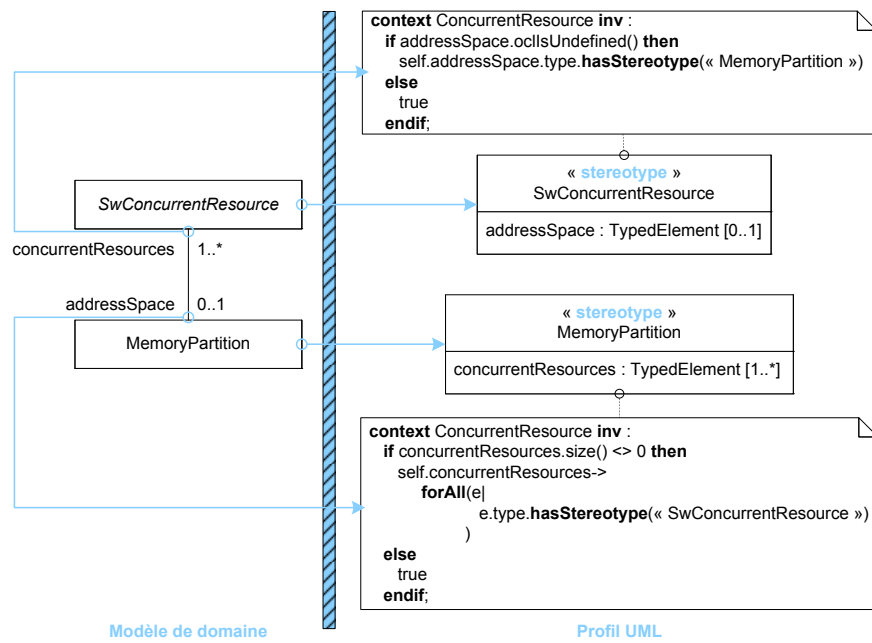 context ConcurrentResource inv :
if addressSpace.oclIsUndefined() then
self.addressSpace.type.hasStereotype(« MemoryPartition »)
else
true
endif;
« stereotype »
SwConcurrentResource
addressSpace : TypedElement [0..1]
SwConcurrentResource
concurrentResources 1..*
addressSpace 0..1
MemoryPartition
« stereotype »
MemoryPartition
concurrentResources : TypedElement [1..*]
context ConcurrentResource inv :
if concurrentResources.size() <> 0 then
self.concurrentResources->
forAll(e|
e.type.hasStereotype(« SwConcurrentResource »)
)
else
true
endif;
Modèle de domaine
Profil UML